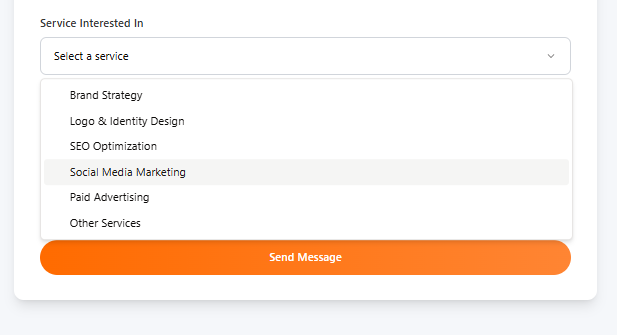 Service Interested In
Select a service
Brand Strategy
Logo & Identity Design
SEO Optimization
Social Media Marketing
Paid Advertising
Other Services
Send Message